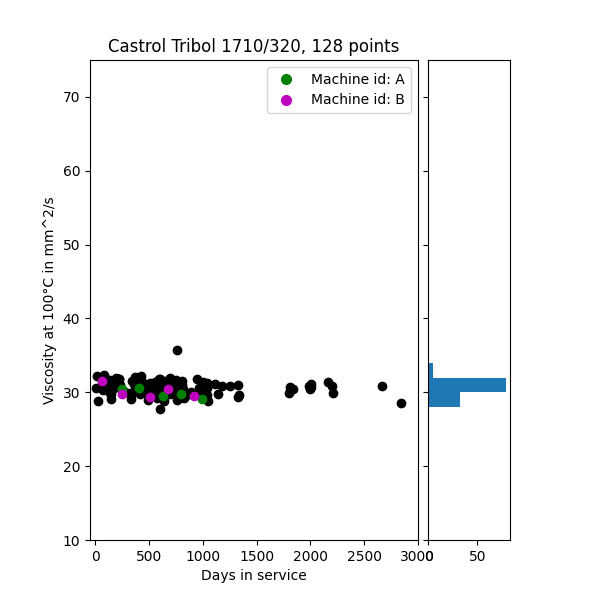 Castrol Tribol 1710/320, 128 points
Machine id: A
Machine id: B
Viscosity at 100°C in mm^2/s
70
60
50
40
30
20
10
0 500 1000 1500 2000 2500 3000
0 50
Days in service